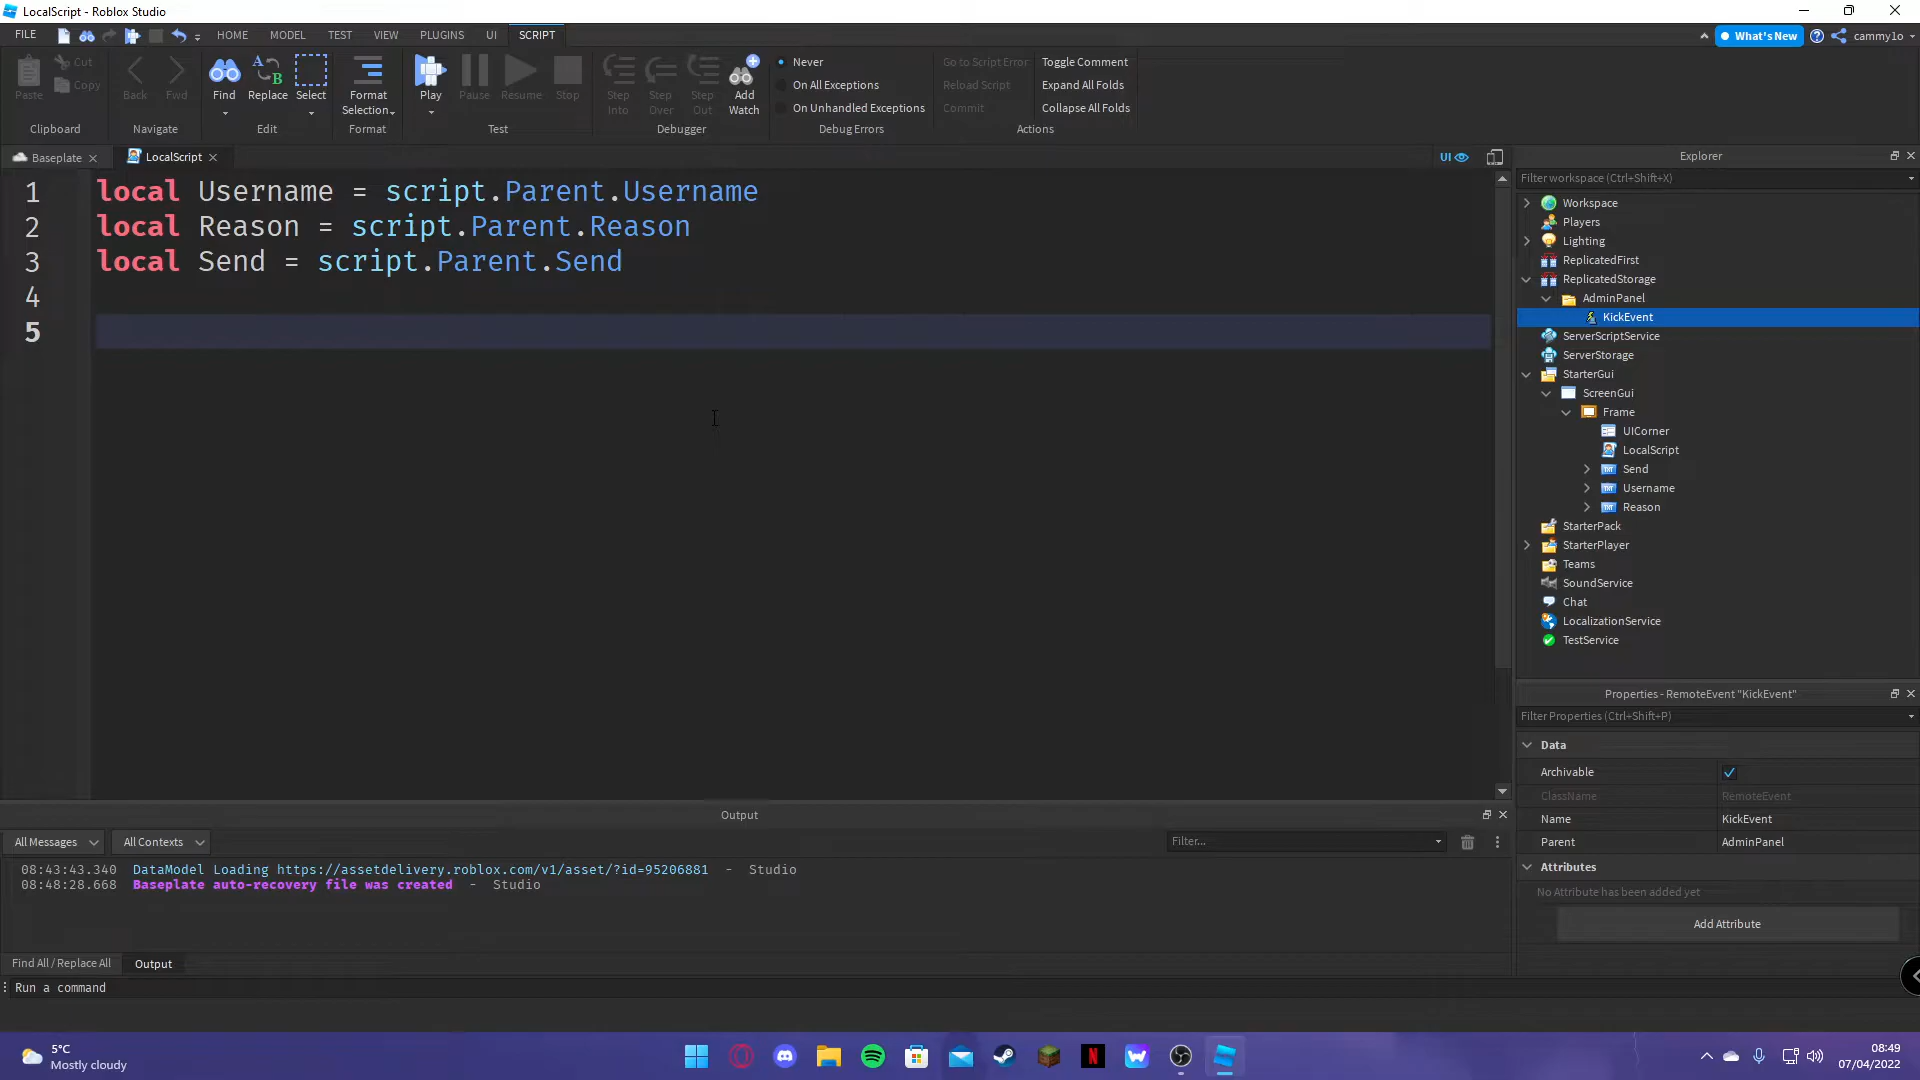 LocalScript - Roblox Studio
FILE
HOME
MODEL
TEST
VIEW
PLUGINS
UI
SCRIPT
What's New
cammy1o
Paste
Cut
Copy
Clipboard
Back
Fwd
Navigate
Find
Replace
Select
Edit
Format
Selection
Format
Play
Pause
Resume
Stop
Test
Step
Into
Step
Over
Step
Out
Add
Watch
Debugger
Never
On All Exceptions
On Unhandled Exceptions
Debug Errors
Go to Script Error
Reload Script
Commit
Toggle Comment
Expand All Folds
Collapse All Folds
Actions
Baseplate
LocalScript
UI
1 local Username = script.Parent.Username
2 local Reason = script.Parent.Reason
3 local Send = script.Parent.Send
4
5
Explorer
Filter workspace (Ctrl+Shift+X)
Workspace
Players
Lighting
ReplicatedFirst
ReplicatedStorage
AdminPanel
KickEvent
ServerScriptService
ServerStorage
StarterGui
ScreenGui
Frame
UICorner
LocalScript
Send
Username
Reason
StarterPack
StarterPlayer
Teams
SoundService
Chat
LocalizationService
TestService
Properties - RemoteEvent "KickEvent"
Filter Properties (Ctrl+Shift+P)
Data
Archivable
ClassName RemoteEvent
Name KickEvent
Parent AdminPanel
Attributes
No Attribute has been added yet
Add Attribute
Output
All Messages
All Contexts
Filter...
08:43:43.340 DataModel Loading https://assetdelivery.roblox.com/v1/asset/?id=95206881 - Studio
08:48:28.668 Baseplate auto-recovery file was created - Studio
Find All / Replace All
Output
Run a command
5°C
Mostly cloudy
08:49
07/04/2022